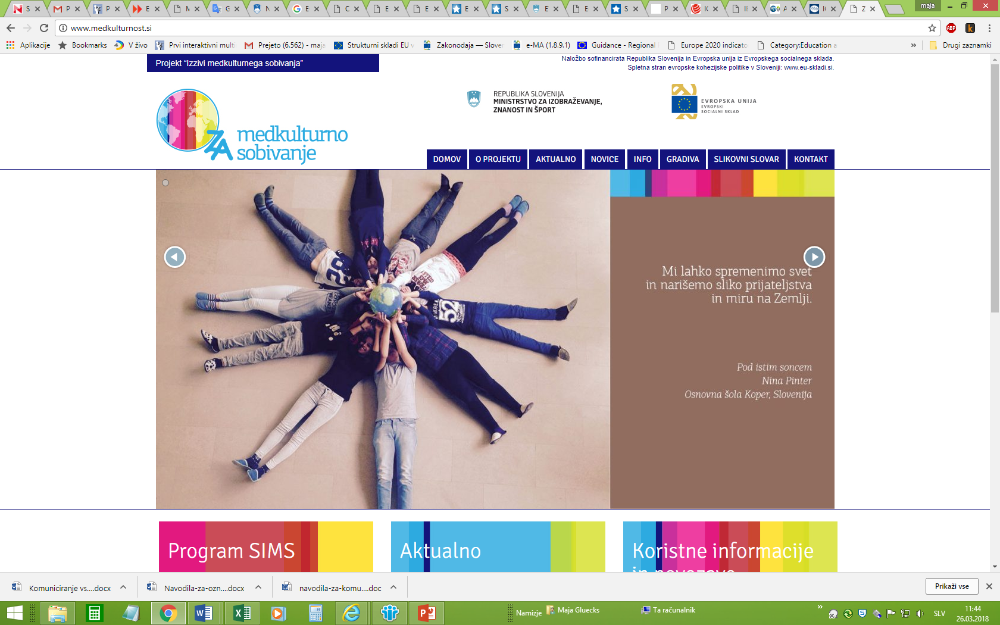 S
P
P
E
M
G
N
E
C
E
E
E
S
E
E
S
P
IC
IE
A
IC
Z
maja
www.medkulturnost.si
Aplikacije
Bookmarks
V živo
Prvi interaktivni multi
Prejeto (6.562) - maja
Strukturni skladi EU v
Zakonodaja — Slover
e-MA (1.8.9.1)
Guidance - Regional
Europe 2020 indicato
Category:Education a
»
Drugi zaznamki
Projekt “Izzivi medkulturnega sobivanja”
Naložbo sofinancirata Republika Slovenija in Evropska unija iz Evropskega socialnega sklada.
Spletna stran evropske kohezijske politike v Sloveniji: www.eu-skladi.si.
ZA medkulturno
sobivanje
REPUBLIKA SLOVENIJA
MINISTRSTVO ZA IZOBRAŽEVANJE,
ZNANOST IN ŠPORT
EVROPSKA UNIJA
EVROPSKI
SOCIALNI SKLAD
DOMOV
O PROJEKTU
AKTUALNO
NOVICE
INFO
GRADIVA
SLIKOVNI SLOVAR
KONTAKT
52
Mi lahko spremenimo svet
in narišemo sliko prijateljstva
in miru na Zemlji.
Pod istim soncem
Nina Pinter
Osnovna šola Koper, Slovenija
Program SIMS
Aktualno
Koristne informacije
Komuniciranje vs....docx
Navodila-za-ozn....docx
navodila-za-komu....doc
Prikaži vse
Namizje
Maja Gluecks
Ta računalnik
»
SLV
11:44
26.03.2018